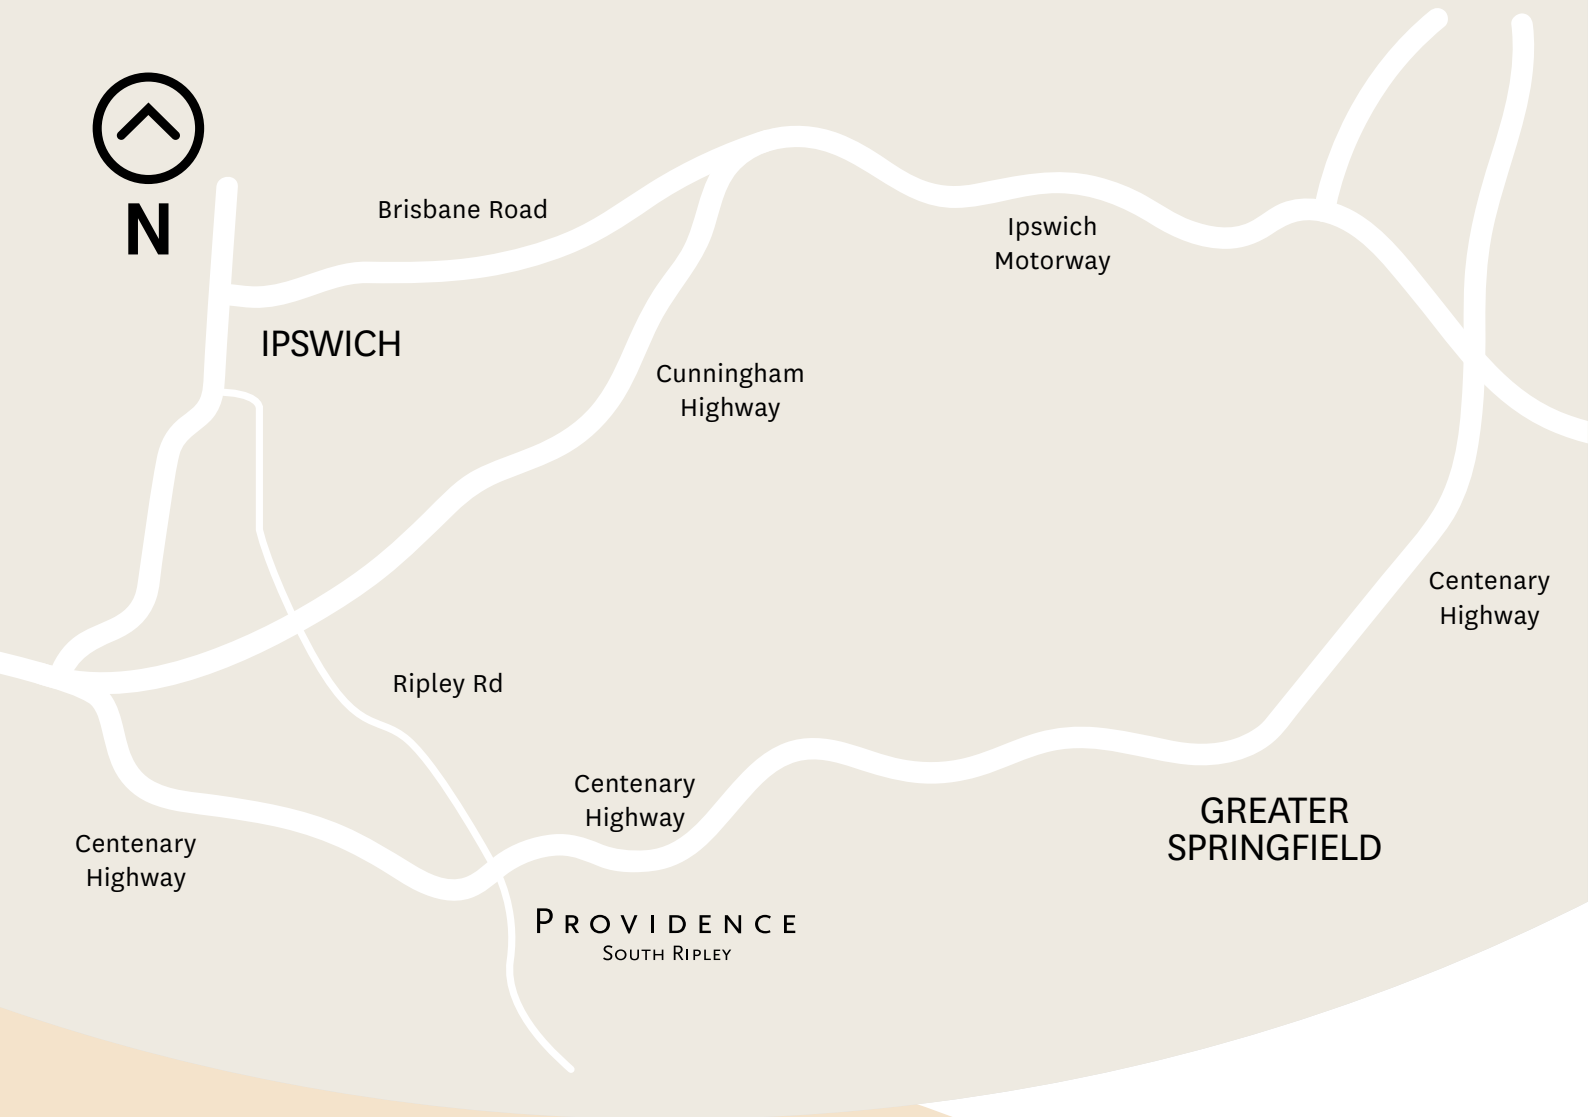 N
Brisbane Road
Ipswich
Motorway
IPSWICH
Cunningham
Highway
Centenary
Highway
Ripley Rd
Centenary
Highway
GREATER
SPRINGFIELD
Centenary
Highway
PROVIDENCE
SOUTH RIPLEY